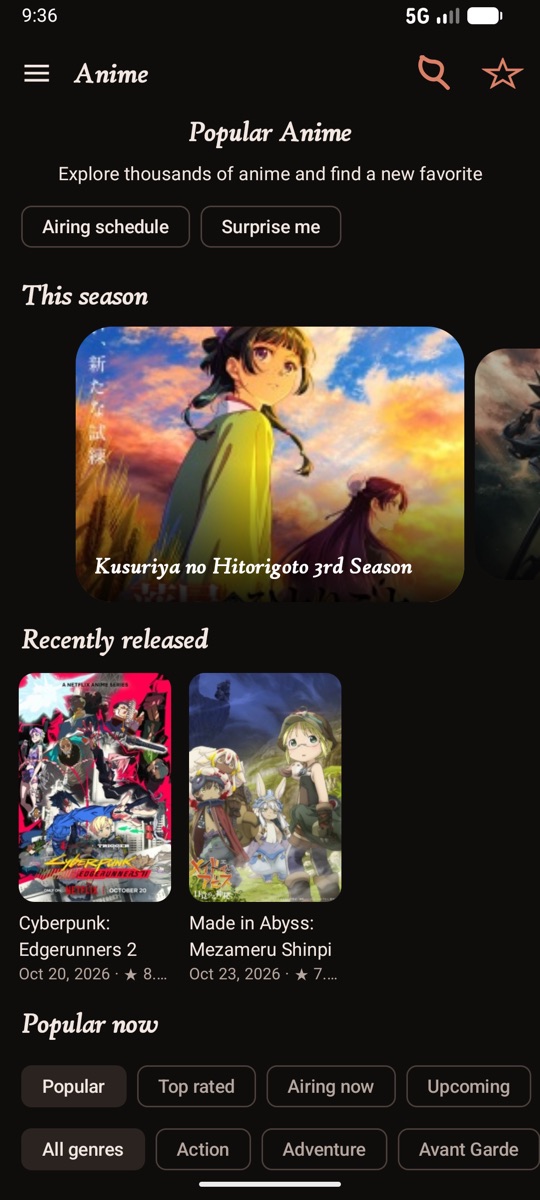 9:36
5G
Anime
Popular Anime
Explore thousands of anime and find a new favorite
Airing schedule
Surprise me
This season
い、新たな試練
Kusuriya no Hitorigoto 3rd Season
Recently released
A NETFLIX ANIME SERIES
TRIGGER
CYBERPUNK
EDGERUNNERS
NETFLIX
OCTOBER 20
Cyberpunk:
Edgerunners 2
Oct 20, 2026 · ★ 8.…
Made in Abyss:
Mezameru Shinpi
Oct 23, 2026 · ★ 7.…
Popular now
Popular
Top rated
Airing now
Upcoming
All genres
Action
Adventure
Avant Garde